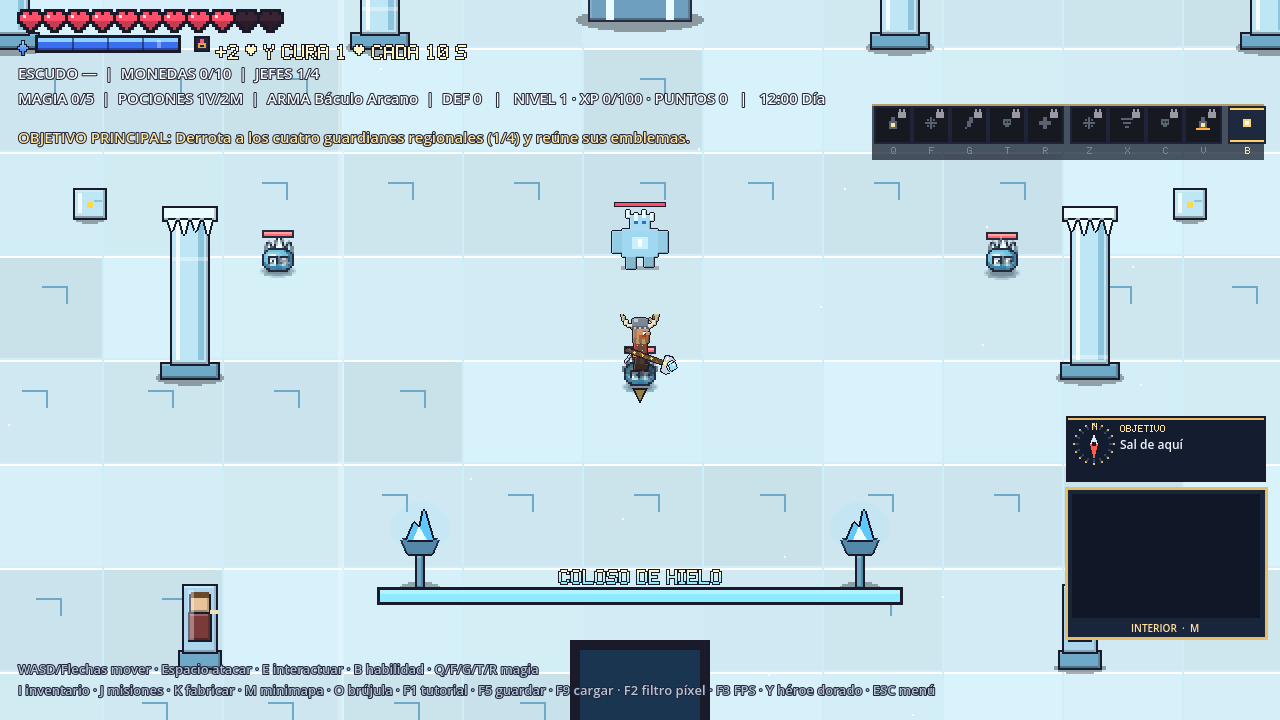 +2 ♥ Y CURA 1 ♥ CADA 10 S
ESCUDO — | MONEDAS 0/10 | JEFES 1/4
MAGIA 0/5 | POCIONES 1V/2M | ARMA Báculo Arcano | DEF 0 | NIVEL 1 · XP 0/100 · PUNTOS 0 | 12:00 Día
OBJETIVO PRINCIPAL: Derrota a los cuatro guardianes regionales (1/4) y reúne sus emblemas.
Q F G T R Z X C V B
N
OBJETIVO
Sal de aquí
COLOSO DE HIELO
INTERIOR · M
WASD/Flechas mover · Espacio atacar · E interactuar · B habilidad · Q/F/G/T/R magia
I inventario · J misiones · K fabricar · M minimapa · O brújula · F1 tutorial · F5 guardar · F9 cargar · F2 filtro píxel · F3 FPS · Y héroe dorado · ESC menú